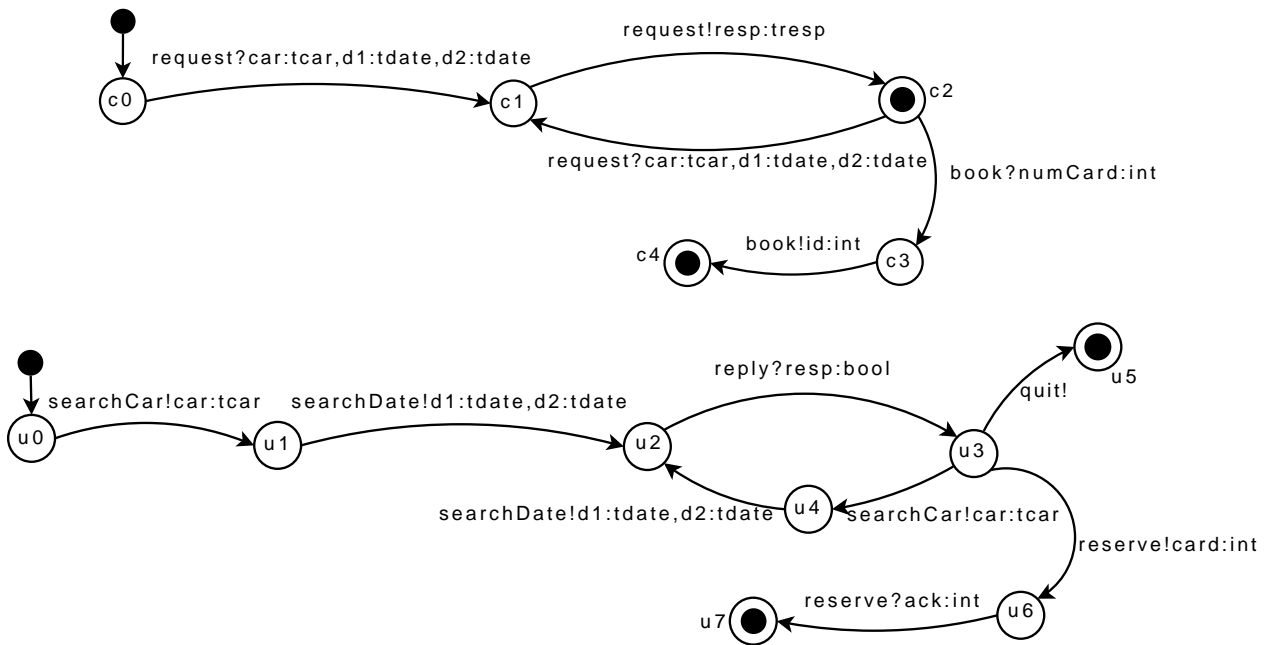 request!resp:tresp
request?car:tcar,d1:tdate,d2:tdate
c0
c1
c2
request?car:tcar,d1:tdate,d2:tdate
book?numCard:int
book!id:int
c4
c3
reply?resp:bool
u5
quit!
searchCar!car:tcar
searchDate!d1:tdate,d2:tdate
u0
u1
u2
u3
searchDate!d1:tdate,d2:tdate
u4
searchCar!car:tcar
reserve!card:int
reserve?ack:int
u7
u6